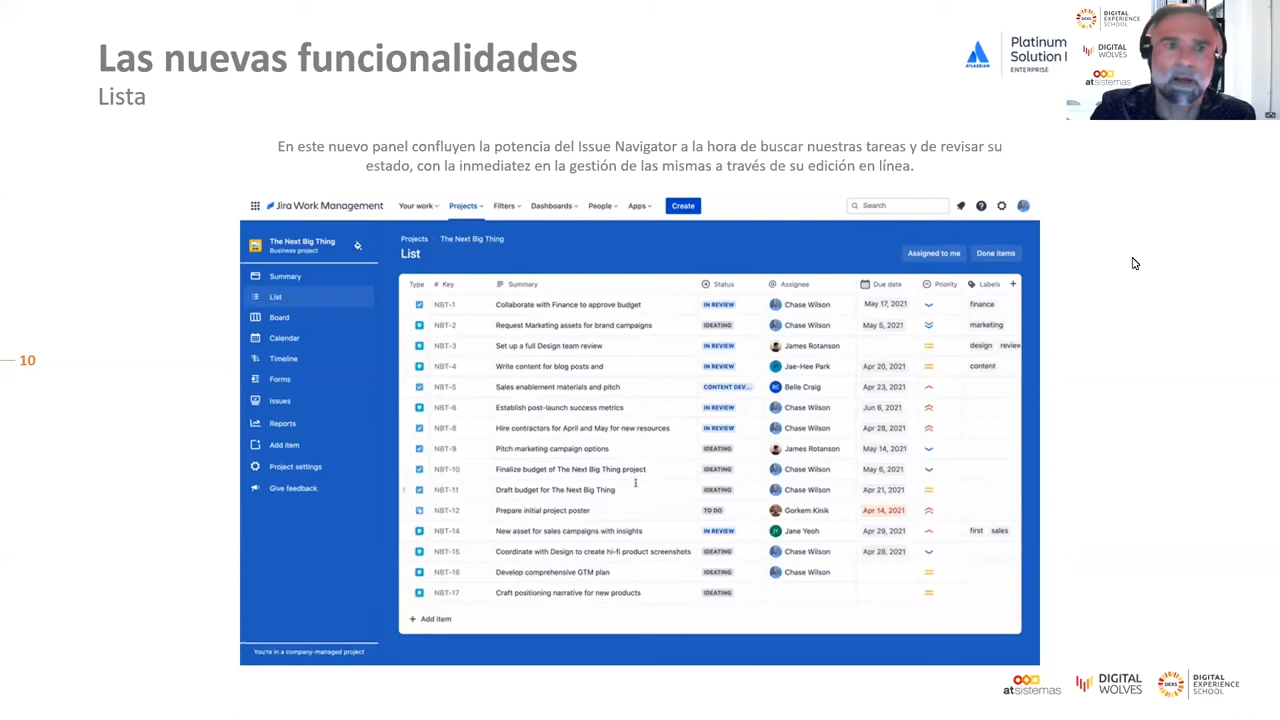 Las nuevas funcionalidades
Lista
ATLASSIAN
Platinum
Solution
ENTERPRISE
DEXS
DIGITAL
EXPERIENCE
SCHOOL
DIGITAL
WOLVES
atsistemas
En este nuevo panel confluyen la potencia del Issue Navigator a la hora de buscar nuestras tareas y de revisar su
estado, con la inmediatez en la gestión de las mismas a través de su edición en línea.
Jira Work Management Your work Projects Filters Dashboards People Apps Create Search
The Next Big Thing
Business project
Summary
List
Board
Calendar
Timeline
Forms
Issues
Reports
Add item
Project settings
Give feedback
You're in a company-managed project
Projects The Next Big Thing
List
Assigned to me Done items
Type # Key Summary Status Assignee Due date Priority Labels +
NBT-1 Collaborate with Finance to approve budget IN REVIEW Chase Wilson May 17, 2021 finance
NBT-2 Request Marketing assets for brand campaigns IDEATING Chase Wilson May 5, 2021 marketing
NBT-3 Set up a full Design team review IN REVIEW James Rotanson design review
NBT-4 Write content for blog posts and IN REVIEW Jae-Hee Park Apr 20, 2021 content
NBT-5 Sales enablement materials and pitch CONTENT DEV... BC Belle Craig Apr 23, 2021
NBT-6 Establish post-launch success metrics IN REVIEW Chase Wilson Jun 6, 2021
NBT-8 Hire contractors for April and May for new resources IN REVIEW Chase Wilson Apr 28, 2021
NBT-9 Pitch marketing campaign options IDEATING James Rotanson May 14, 2021
NBT-10 Finalize budget of The Next Big Thing project IDEATING Chase Wilson May 6, 2021
NBT-11 Draft budget for The Next Big Thing IDEATING Chase Wilson Apr 21, 2021
NBT-12 Prepare initial project poster TO DO Gorkem Kinik Apr 14, 2021
NBT-14 New asset for sales campaigns with insights IN REVIEW JY Jane Yeoh Apr 29, 2021 first sales
NBT-15 Coordinate with Design to create hi-fi product screenshots IDEATING Chase Wilson Apr 28, 2021
NBT-16 Develop comprehensive GTM plan IDEATING Chase Wilson
NBT-17 Craft positioning narrative for new products IDEATING
+ Add item
10
atsistemas
DIGITAL
WOLVES
DEXS
DIGITAL
EXPERIENCE
SCHOOL